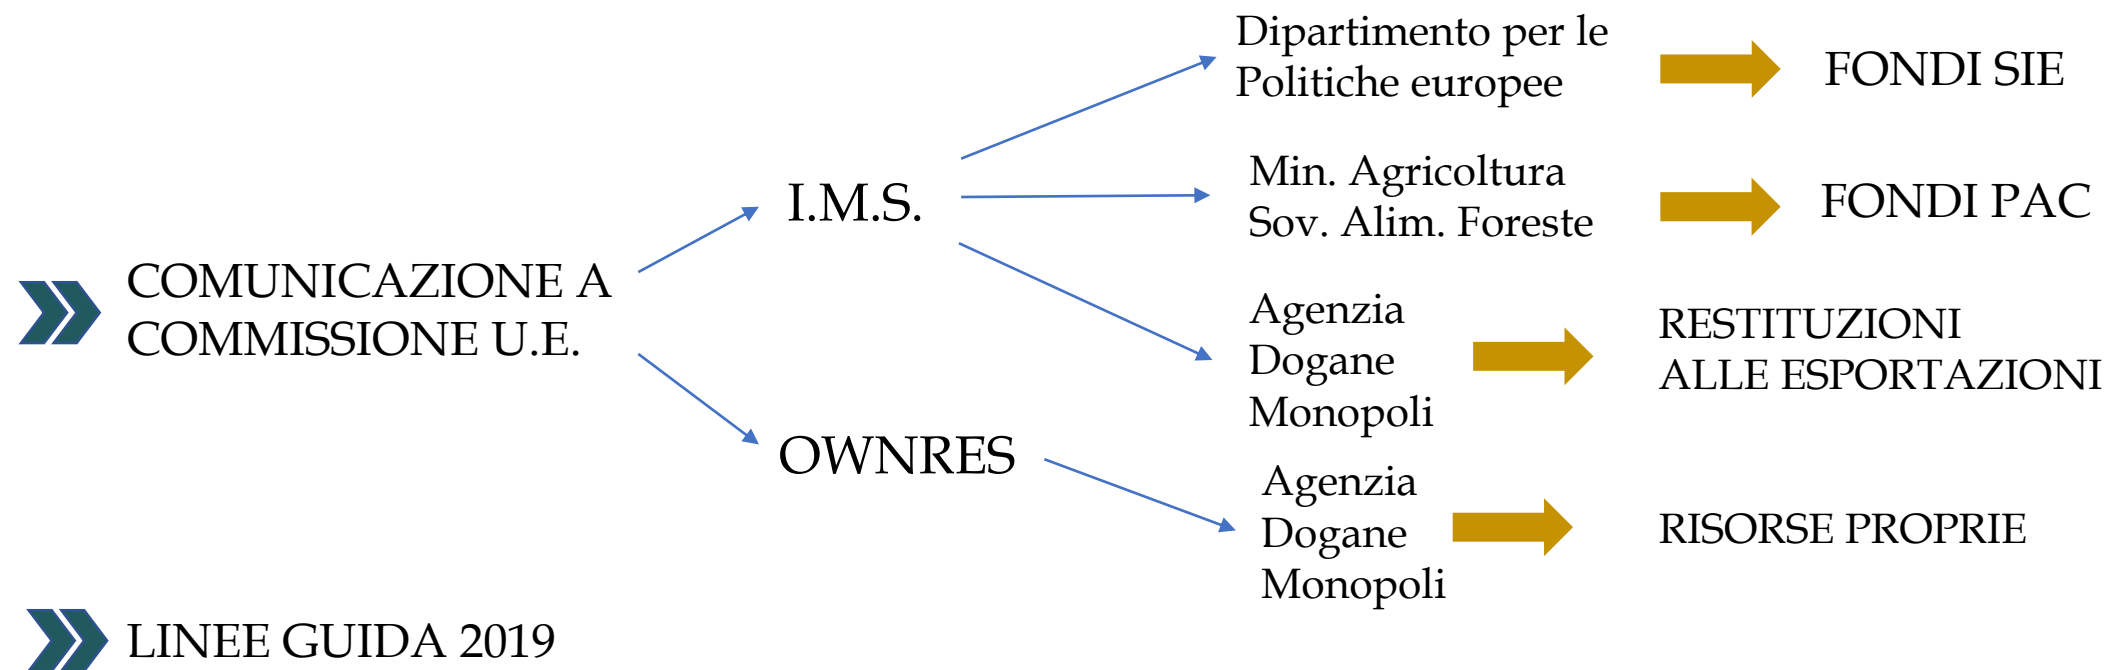 Dipartimento per le
Politiche europee
FONDI SIE
Min. Agricoltura
Sov. Alim. Foreste
FONDI PAC
I.M.S.
COMUNICAZIONE A
COMMISSIONE U.E.
Agenzia
Dogane
Monopoli
RESTITUZIONI
ALLE ESPORTAZIONI
OWNRES
Agenzia
Dogane
Monopoli
RISORSE PROPRIE
LINEE GUIDA 2019